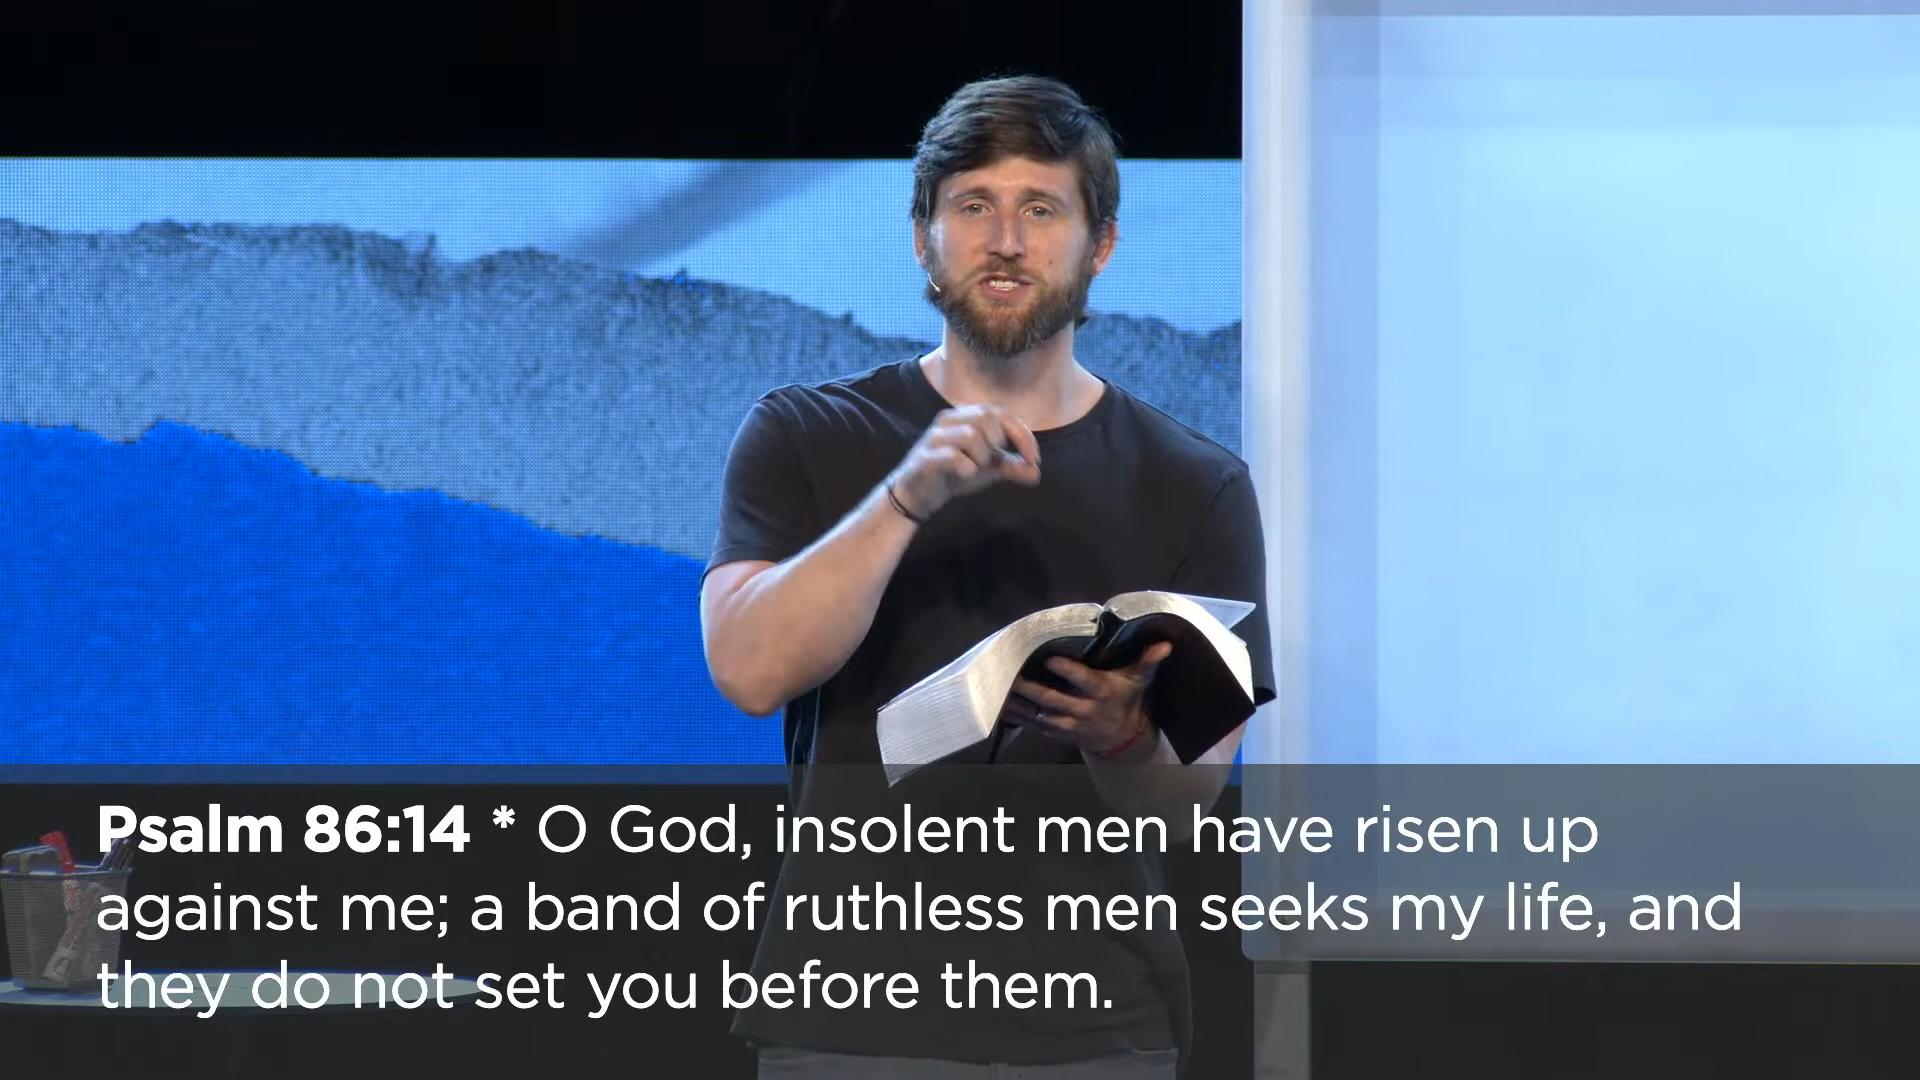 Psalm 86:14 * O God, insolent men have risen up
against me; a band of ruthless men seeks my life, and
they do not set you before them.